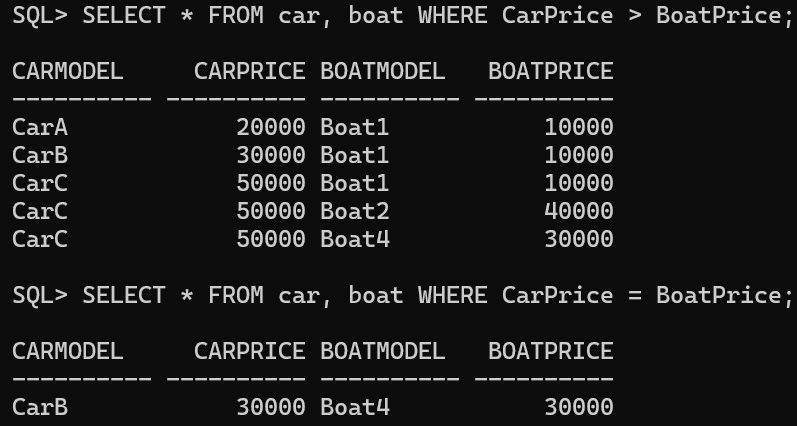 SQL> SELECT * FROM car, boat WHERE CarPrice > BoatPrice;
CARMODEL     CARPRICE BOATMODEL   BOATPRICE
---------- ---------- ---------- ----------
CarA            20000 Boat1           10000
CarB            30000 Boat1           10000
CarC            50000 Boat1           10000
CarC            50000 Boat2           40000
CarC            50000 Boat4           30000
SQL> SELECT * FROM car, boat WHERE CarPrice = BoatPrice;
CARMODEL     CARPRICE BOATMODEL   BOATPRICE
---------- ---------- ---------- ----------
CarB            30000 Boat4           30000